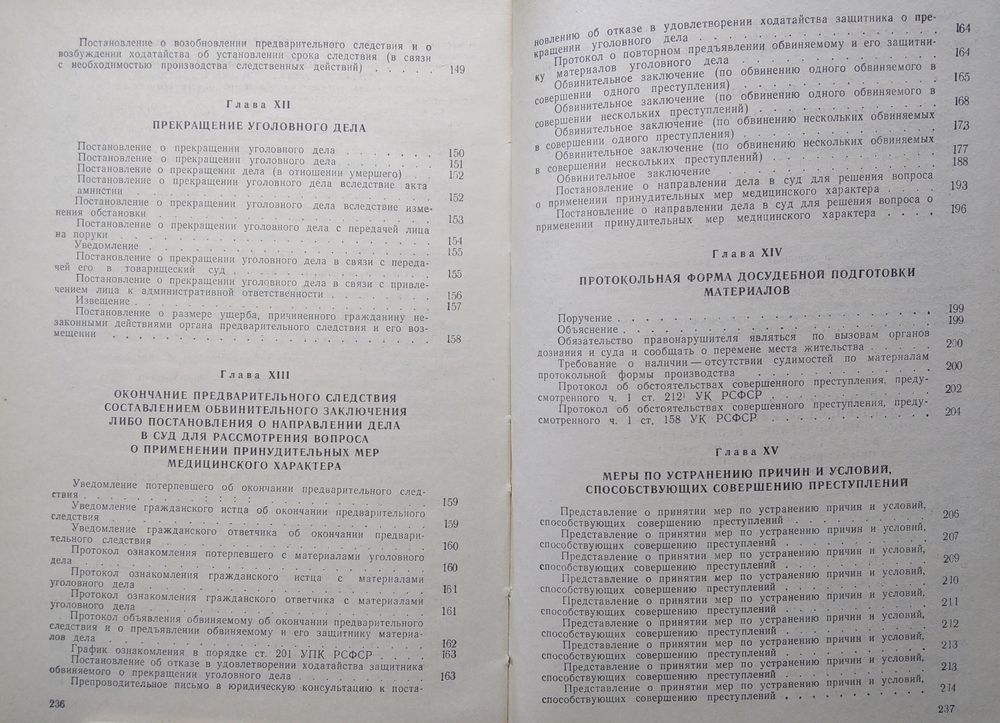 Постановление о возобновлении предварительного следствия и о
возбуждении ходатайства об установлении срока следствия (в связи
с необходимостью производства следственных действий) . . . . . 149
Глава XII
ПРЕКРАЩЕНИЕ УГОЛОВНОГО ДЕЛА
Постановление о прекращении уголовного дела . . . . . . . 150
Постановление о прекращении уголовного дела . . . . . . . 151
Постановление о прекращении дела (в отношении умершего) . . . 152
Постановление о прекращении уголовного дела вследствие акта
амнистии . . . . . . . . . . . . . . . . . . . 152
Постановление о прекращении уголовного дела вследствие изме-
нения обстановки . . . . . . . . . . . . . . . . . 153
Постановление о прекращении уголовного дела с передачей лица
на поруки . . . . . . . . . . . . . . . . . . . 154
Уведомление . . . . . . . . . . . . . . . . . . 155
Постановление о прекращении уголовного дела в связи с переда-
чей его в товарищеский суд . . . . . . . . . . . . . 155
Постановление о прекращении уголовного дела в связи с привле-
чением лица к административной ответственности . . . . . . . 156
Извещение . . . . . . . . . . . . . . . . . . 157
Постановление о размере ущерба, причиненного гражданину не-
законными действиями органа предварительного следствия и его воз-
мещении . . . . . . . . . . . . . . . . . . . 158
Глава XIII
ОКОНЧАНИЕ ПРЕДВАРИТЕЛЬНОГО СЛЕДСТВИЯ
СОСТАВЛЕНИЕМ ОБВИНИТЕЛЬНОГО ЗАКЛЮЧЕНИЯ
ЛИБО ПОСТАНОВЛЕНИЯ О НАПРАВЛЕНИИ ДЕЛА
В СУД ДЛЯ РАССМОТРЕНИЯ ВОПРОСА
О ПРИМЕНЕНИИ ПРИНУДИТЕЛЬНЫХ МЕР
МЕДИЦИНСКОГО ХАРАКТЕРА
Уведомление потерпевшего об окончании предварительного след-
ствия . . . . . . . . . . . . . . . . . . . . 159
Уведомление гражданского истца об окончании предварительного
следствия . . . . . . . . . . . . . . . . . . . 159
Уведомление гражданского ответчика об окончании предвари-
тельного следствия . . . . . . . . . . . . . . . . 160
Протокол ознакомления потерпевшего с материалами уголовного
дела . . . . . . . . . . . . . . . . . . . . 160
Протокол ознакомления гражданского истца с материалами
уголовного дела . . . . . . . . . . . . . . . . . 161
Протокол ознакомления гражданского ответчика с материалами
уголовного дела . . . . . . . . . . . . . . . . . 161
Протокол объявления обвиняемому об окончании предварительного
следствия и о предъявлении обвиняемому и его защитнику материа-
лов дела . . . . . . . . . . . . . . . . . . . 162
График ознакомления в порядке ст. 201 УПК РСФСР . . . . 163
Постановление об отказе в удовлетворении ходатайства защитника
обвиняемого о прекращении уголовного дела . . . . . . . . 163
Препроводительное письмо в юридическую консультацию к поста-
236
новлению об отказе в удовлетворении ходатайства защитника о пре-
кращении уголовного дела . . . . . . . . . . . . . . 164
Протокол о повторном предъявлении обвиняемому и его защитни-
ку материалов уголовного дела . . . . . . . . . . . . 164
Обвинительное заключение (по обвинению одного обвиняемого в
совершении одного преступления) . . . . . . . . . . . 165
Обвинительное заключение (по обвинению одного обвиняемого в
совершении нескольких преступлений) . . . . . . . . . . 168
Обвинительное заключение (по обвинению нескольких обвиняемых
в совершении одного преступления) . . . . . . . . . . . 173
Обвинительное заключение (по обвинению нескольких обвиняемых
в совершении нескольких преступлений) . . . . . . . . . 177
Обвинительное заключение . . . . . . . . . . . . . 188
Постановление о направлении дела в суд для решения вопроса
о применении принудительных мер медицинского характера . . . . 193
Постановление о направлении дела в суд для решения вопроса о
применении принудительных мер медицинского характера . . . . 196
Глава XIV
ПРОТОКОЛЬНАЯ ФОРМА ДОСУДЕБНОЙ ПОДГОТОВКИ
МАТЕРИАЛОВ
Поручение . . . . . . . . . . . . . . . . . . 199
Объяснение . . . . . . . . . . . . . . . . . . 199
Обязательство правонарушителя являться по вызовам органов
дознания и суда и сообщать о перемене места жительства . . . . . 200
Требование о наличии — отсутствии судимостей по материалам
протокольной формы производства . . . . . . . . . . . 200
Протокол об обстоятельствах совершенного преступления, преду-
смотренного ч. 1 ст. 212¹ УК РСФСР . . . . . . . . . . 202
Протокол об обстоятельствах совершенного преступления, преду-
смотренного ч. 1 ст. 158 УК РСФСР . . . . . . . . . . 204
Глава XV
МЕРЫ ПО УСТРАНЕНИЮ ПРИЧИН И УСЛОВИЙ,
СПОСОБСТВУЮЩИХ СОВЕРШЕНИЮ ПРЕСТУПЛЕНИЙ
Представление о принятии мер по устранению причин и условий,
способствующих совершению преступлений . . . . . . . . . 206
Представление о принятии мер по устранению причин и условий,
способствующих совершению преступлений . . . . . . . . . 207
Представление о принятии мер по устранению причин и условий,
способствующих совершению преступлений . . . . . . . . . 209
Представление о принятии мер по устранению причин и условий,
способствующих совершению преступлений . . . . . . . . . 210
Представление о принятии мер по устранению причин и условий,
способствующих совершению преступлений . . . . . . . . . 211
Представление о принятии мер по устранению причин и условий,
способствующих совершению преступлений . . . . . . . . . 212
Представление о принятии мер по устранению причин и условий,
способствующих совершению преступлений . . . . . . . . . 213
Представление о принятии мер по устранению причин и условий,
способствующих совершению преступлений . . . . . . . . . 213
Представление о принятии мер по устранению причин и условий,
способствующих совершению преступлений . . . . . . . . . 214
237